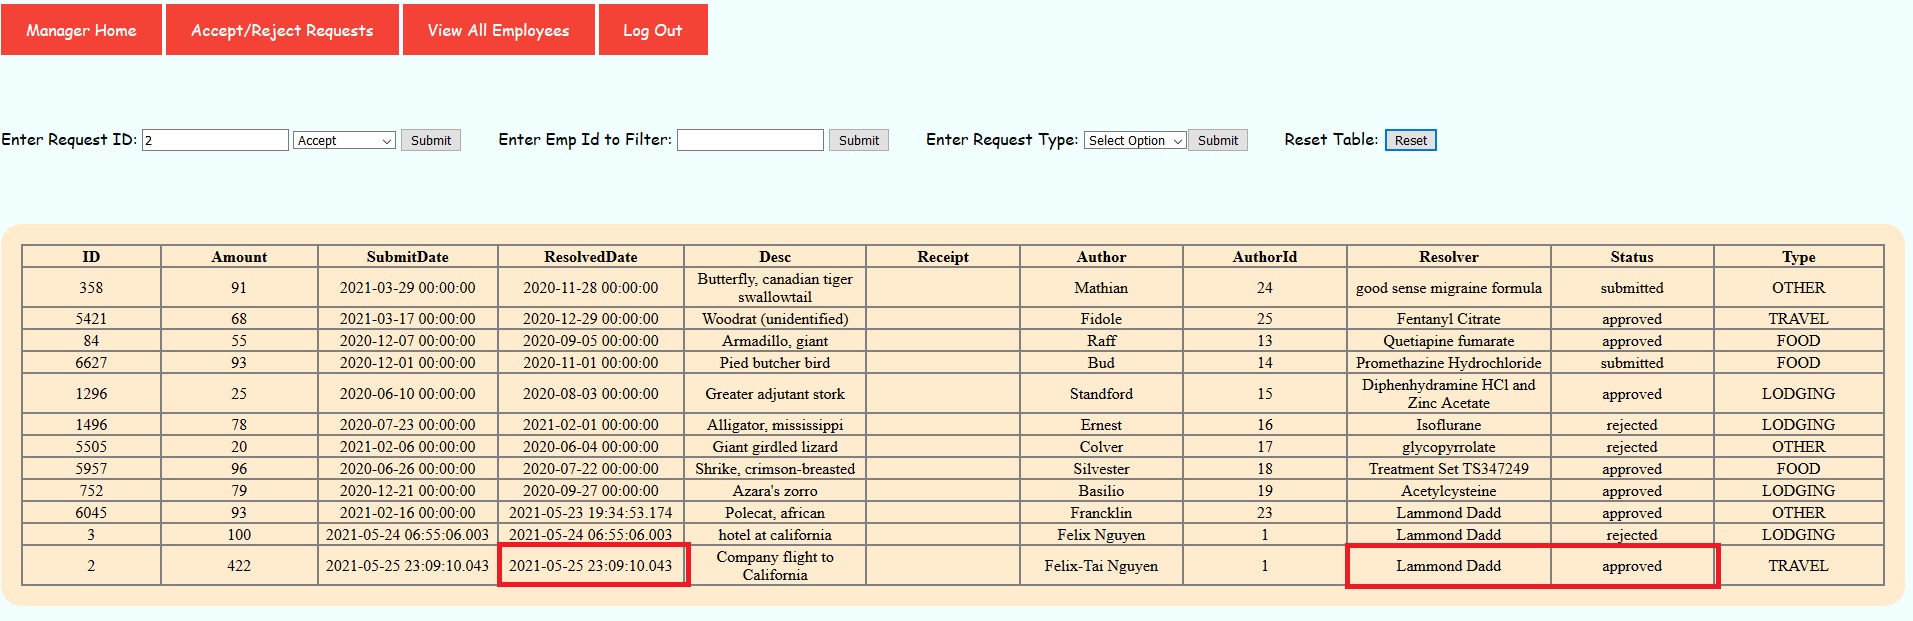 Manager Home Accept/Reject Requests View All Employees Log Out
Enter Request ID: 2 Accept Submit Enter Emp Id to Filter: Submit Enter Request Type: Select Option Submit Reset Table: Reset
ID Amount SubmitDate ResolvedDate Desc Receipt Author AuthorId Resolver Status Type
358 91 2021-03-29 00:00:00 2020-11-28 00:00:00 Butterfly, canadian tiger swallowtail Mathian 24 good sense migraine formula submitted OTHER
5421 68 2021-03-17 00:00:00 2020-12-29 00:00:00 Woodrat (unidentified) Fidole 25 Fentanyl Citrate approved TRAVEL
84 55 2020-12-07 00:00:00 2020-09-05 00:00:00 Armadillo, giant Raff 13 Quetiapine fumarate approved FOOD
6627 93 2020-12-01 00:00:00 2020-11-01 00:00:00 Pied butcher bird Bud 14 Promethazine Hydrochloride submitted FOOD
1296 25 2020-06-10 00:00:00 2020-08-03 00:00:00 Greater adjutant stork Standford 15 Diphenhydramine HCl and Zinc Acetate approved LODGING
1496 78 2020-07-23 00:00:00 2021-02-01 00:00:00 Alligator, mississippi Ernest 16 Isoflurane rejected LODGING
5505 20 2021-02-06 00:00:00 2020-06-04 00:00:00 Giant girdled lizard Colver 17 glycopyrrolate rejected OTHER
5957 96 2020-06-26 00:00:00 2020-07-22 00:00:00 Shrike, crimson-breasted Silvester 18 Treatment Set TS347249 approved FOOD
752 79 2020-12-21 00:00:00 2020-09-27 00:00:00 Azara's zorro Basilio 19 Acetylcysteine approved LODGING
6045 93 2021-02-16 00:00:00 2021-05-23 19:34:53.174 Polecat, african Francklin 23 Lammond Dadd approved OTHER
3 100 2021-05-24 06:55:06.003 2021-05-24 06:55:06.003 hotel at california Felix Nguyen 1 Lammond Dadd rejected LODGING
2 422 2021-05-25 23:09:10.043 2021-05-25 23:09:10.043 Company flight to California Felix-Tai Nguyen 1 Lammond Dadd approved TRAVEL